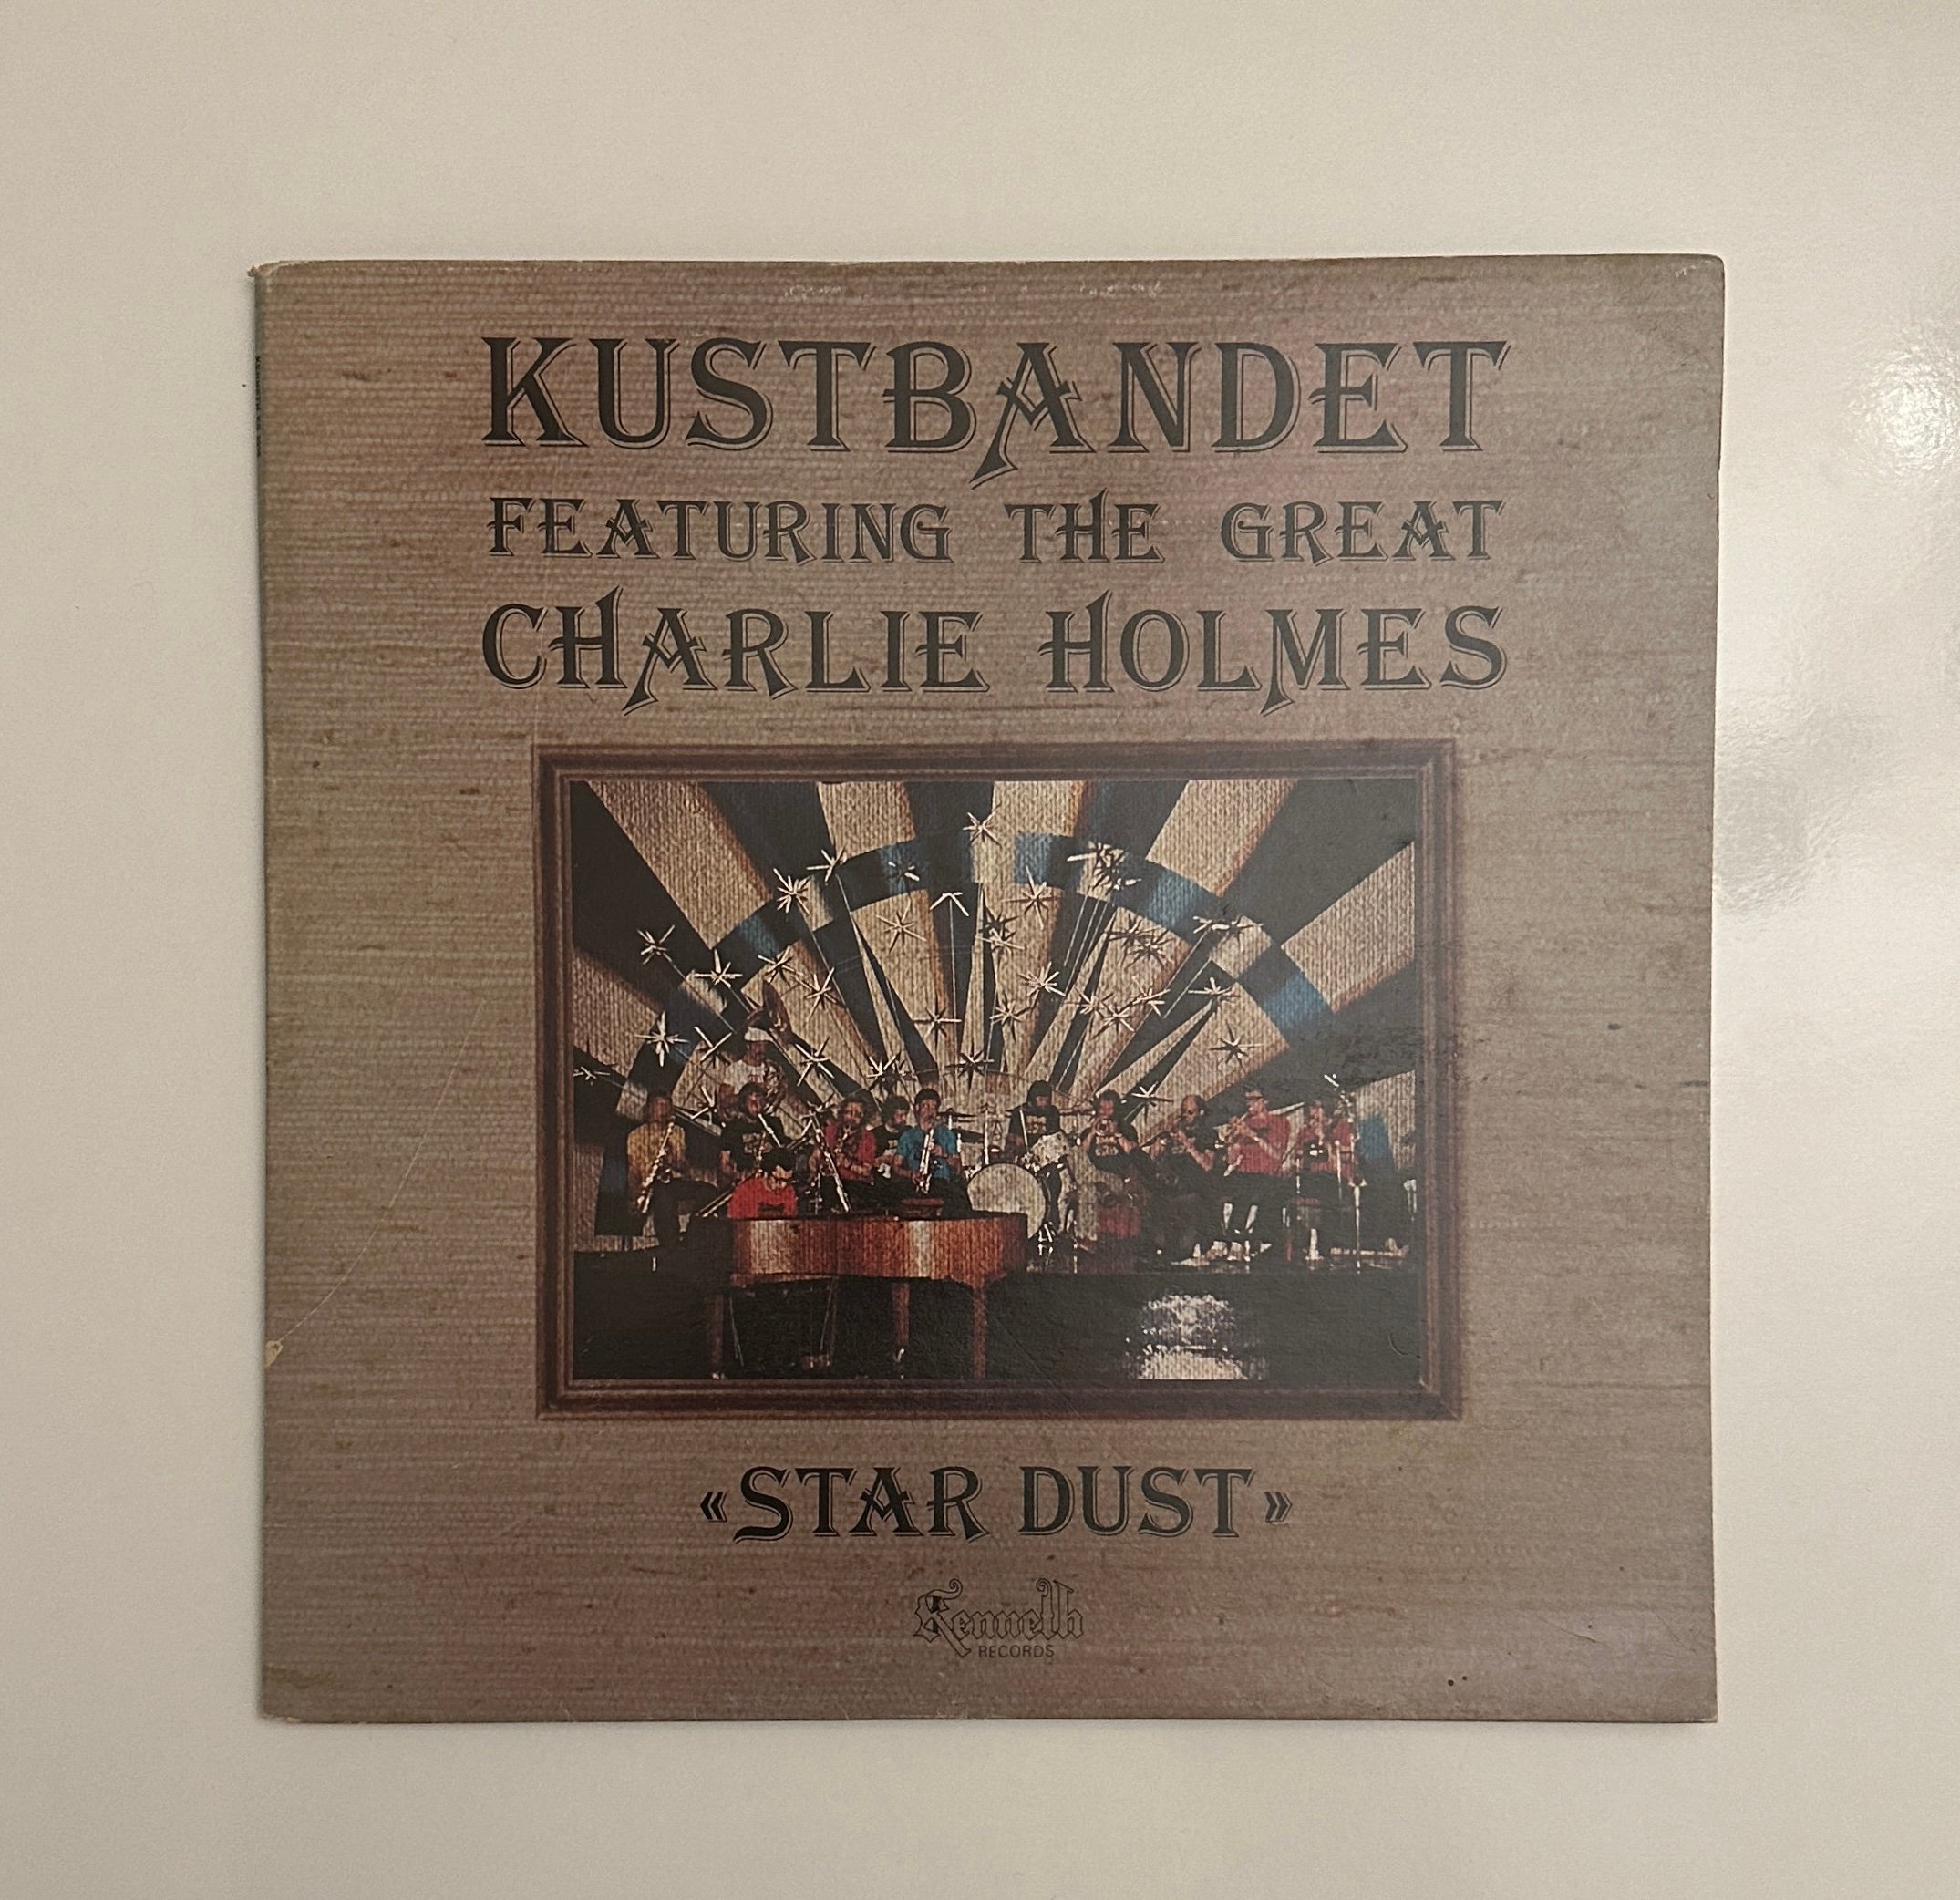 KUSTBANDET
FEATURING THE GREAT
CHARLIE HOLMES
«STAR DUST»
Kenneth
RECORDS